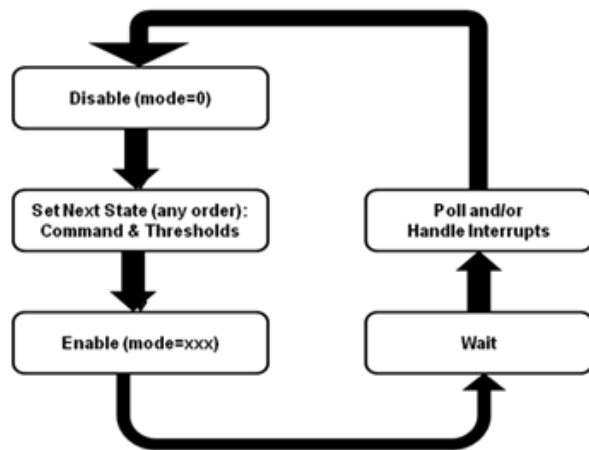 Disable (mode=0)
Set Next State (any order):
Command & Thresholds
Enable (mode=xxx)
Poll and/or
Handle Interrupts
Wait